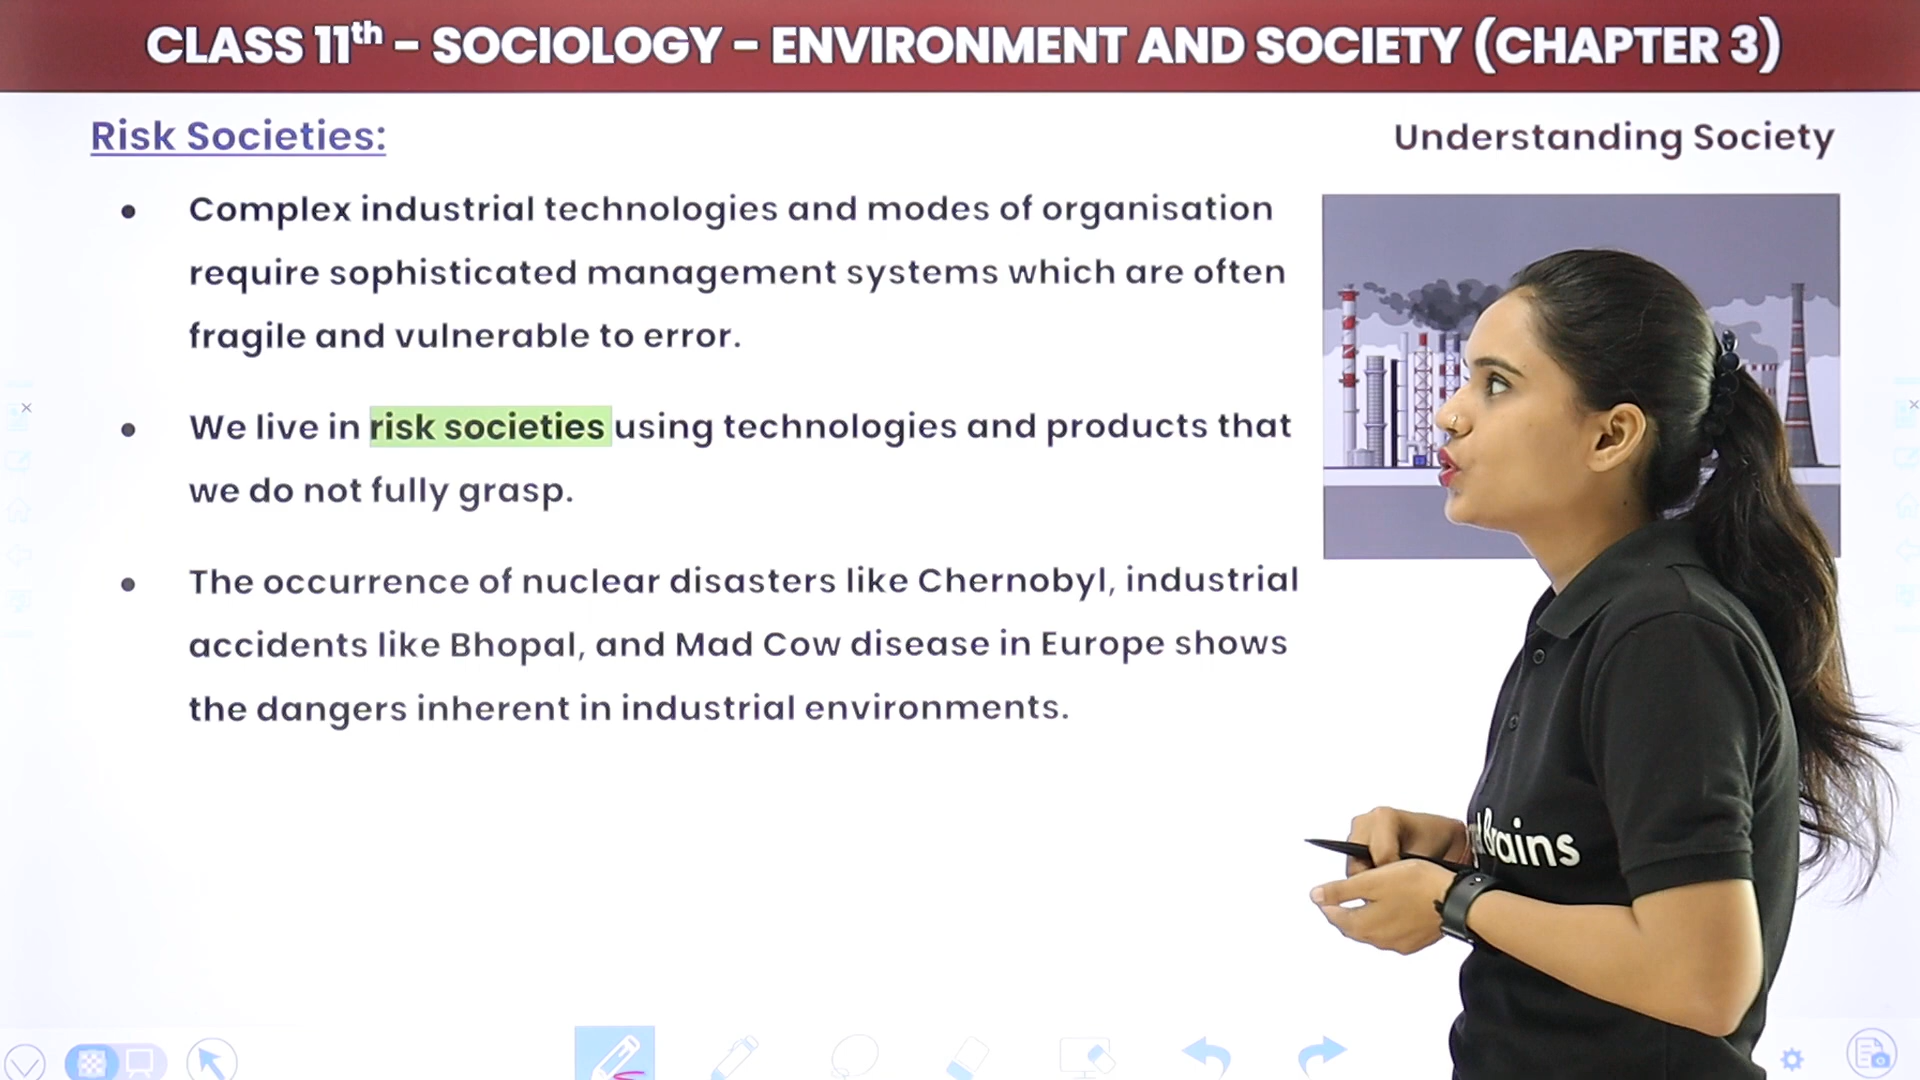 CLASS 11th - SOCIOLOGY - ENVIRONMENT AND SOCIETY (CHAPTER 3)
Risk Societies:
Understanding Society
• Complex industrial technologies and modes of organisation
require sophisticated management systems which are often
fragile and vulnerable to error.
• We live in risk societies using technologies and products that
we do not fully grasp.
• The occurrence of nuclear disasters like Chernobyl, industrial
accidents like Bhopal, and Mad Cow disease in Europe shows
the dangers inherent in industrial environments.
Brains